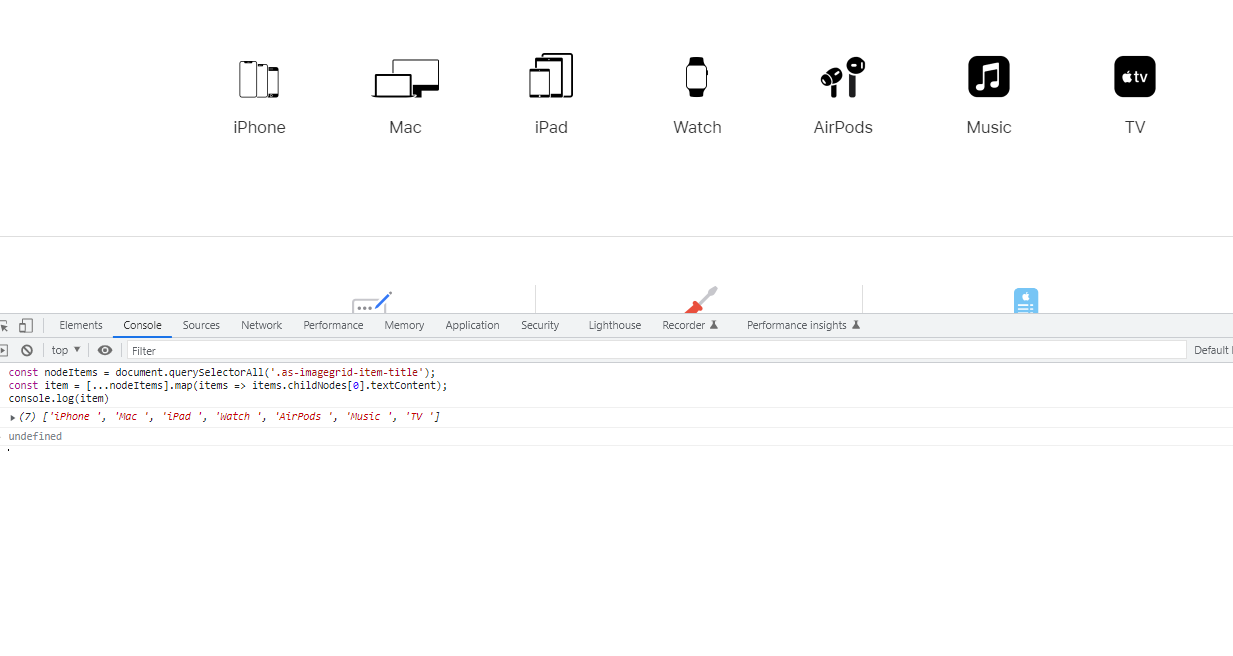 tv
iPhone Mac iPad Watch AirPods Music TV
Elements Console Sources Network Performance Memory Application Security Lighthouse Recorder Performance insights
top Filter Default
const nodeItems = document.querySelectorAll('.as-imagegrid-item-title');
const item = [...nodeItems].map(items => items.childNodes[0].textContent);
console.log(item)
(7) ['iPhone ', 'Mac ', 'iPad ', 'Watch ', 'AirPods ', 'Music ', 'TV ']
undefined